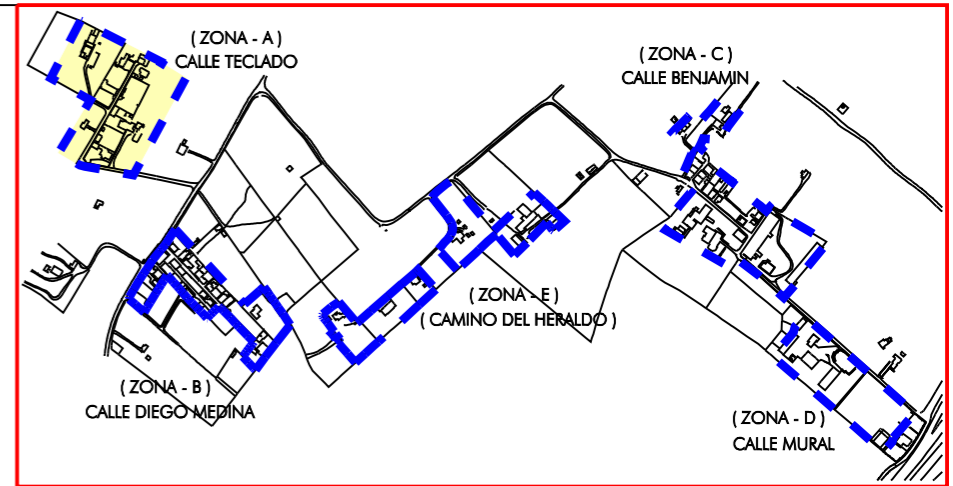 ( ZONA - A )
CALLE TECLADO
( ZONA - C )
CALLE BENJAMIN
( ZONA - E )
( CAMINO DEL HERALDO )
( ZONA - B )
CALLE DIEGO MEDINA
( ZONA - D )
CALLE MURAL